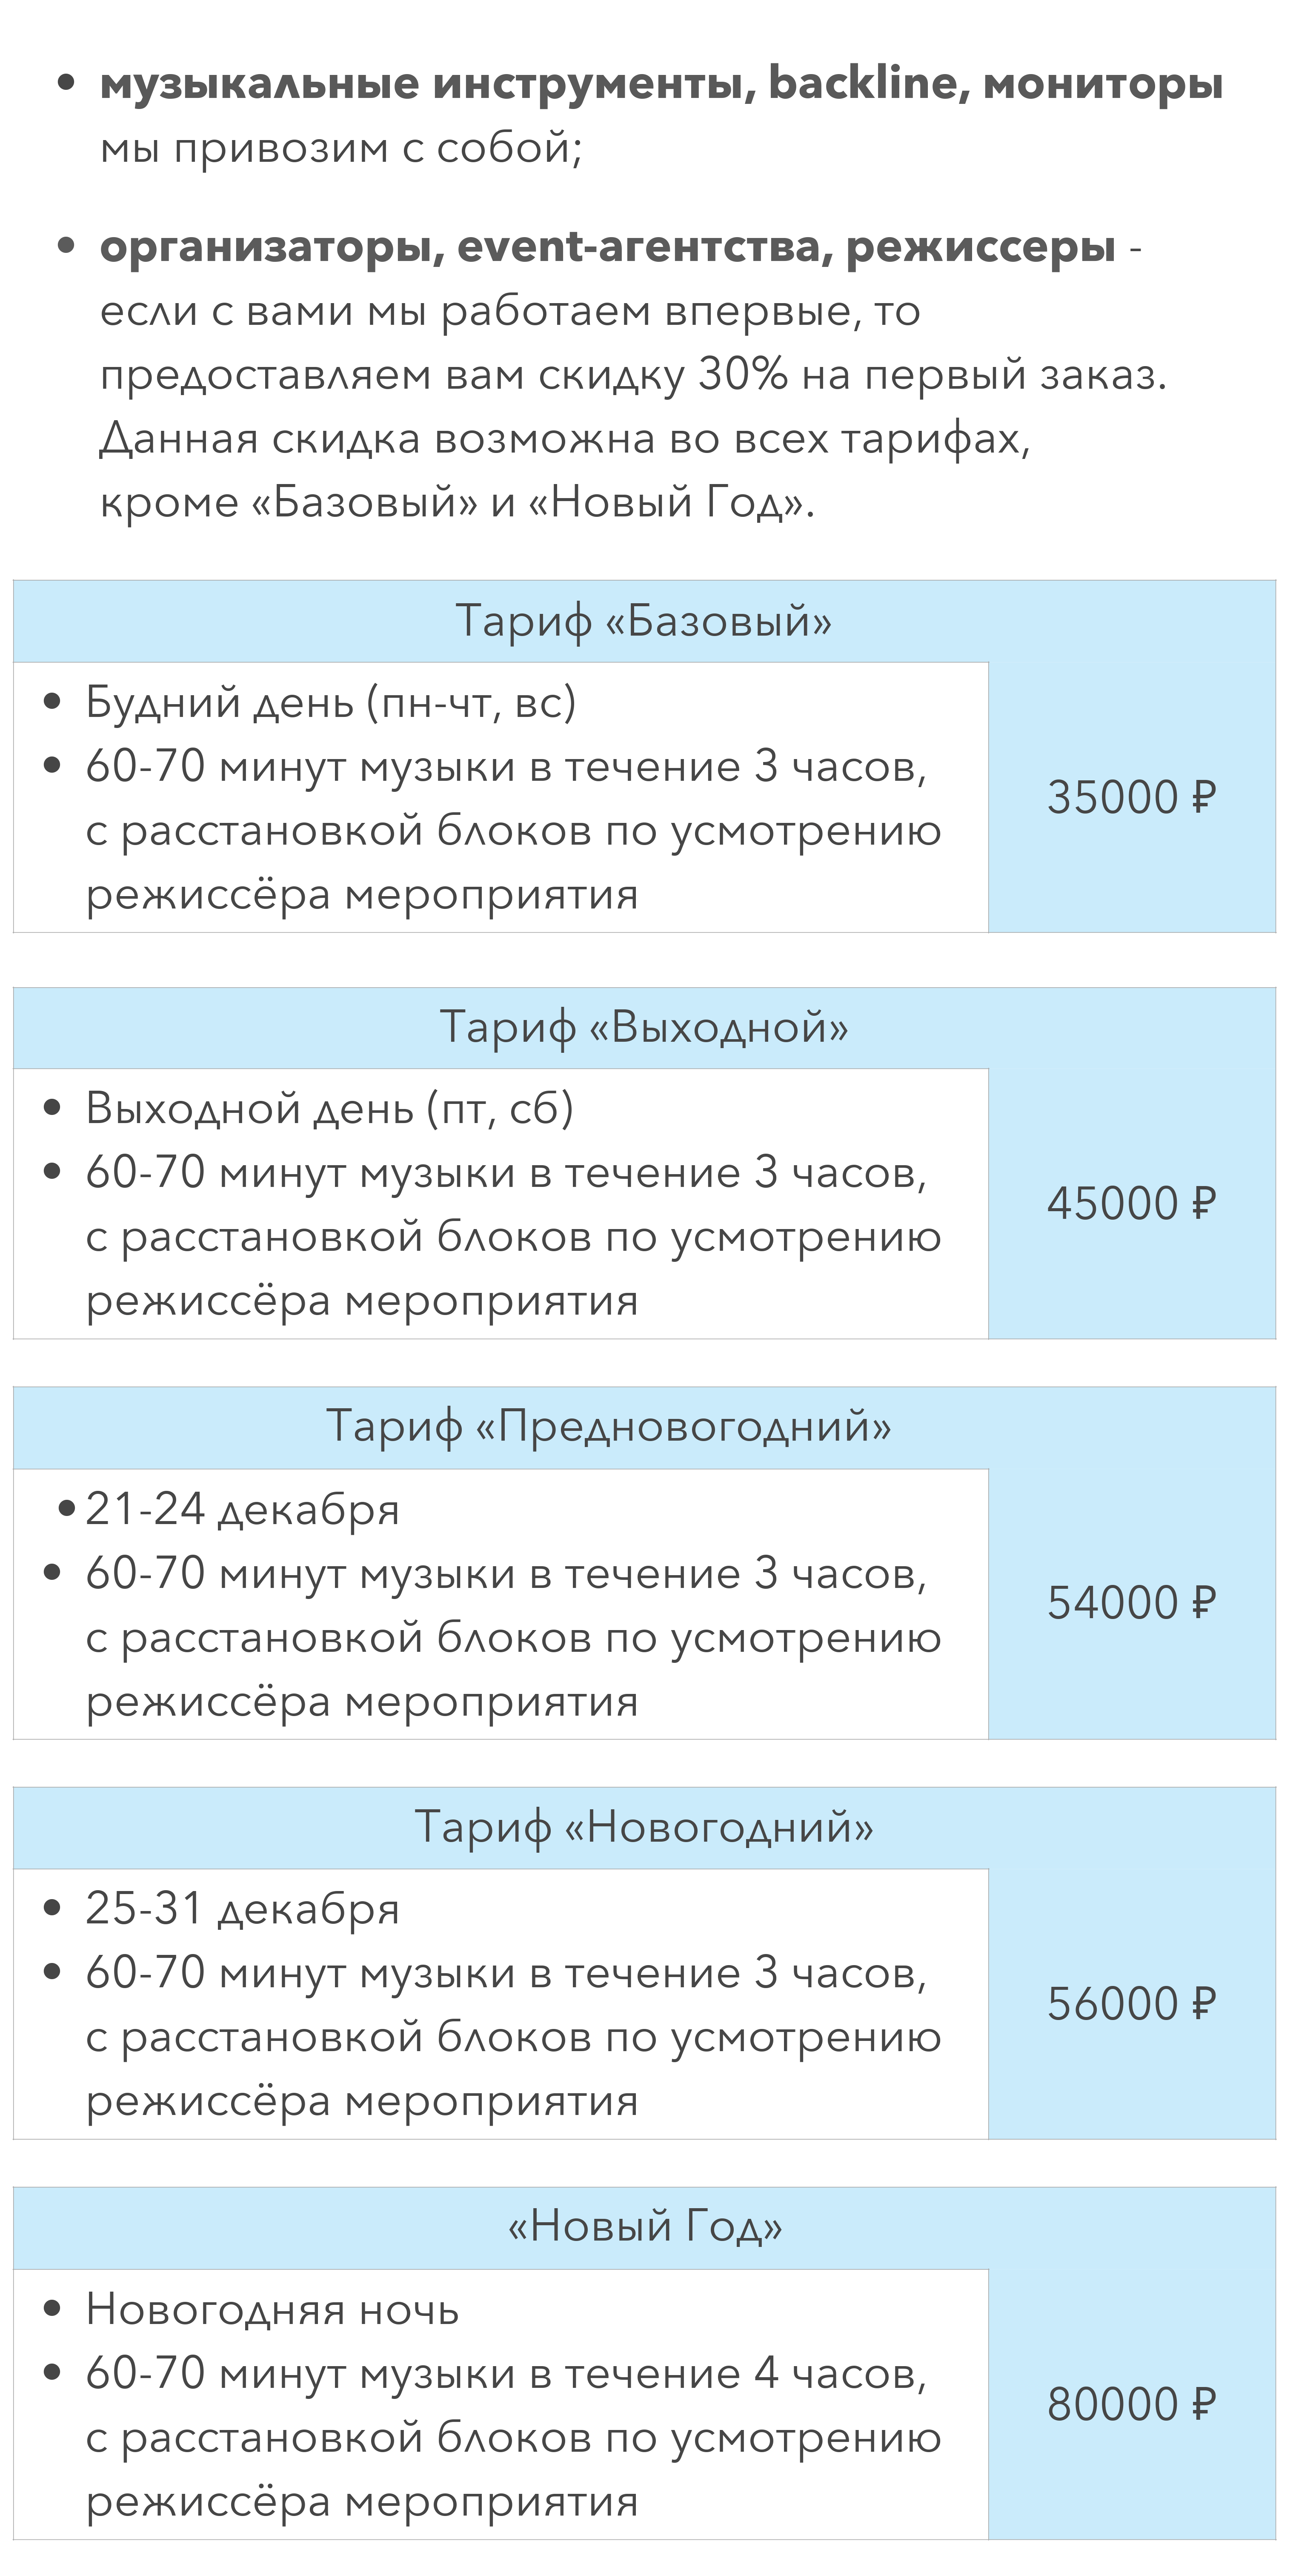 • музыкальные инструменты, backline, мониторы
мы привозим с собой;
• организаторы, event-агентства, режиссеры -
если с вами мы работаем впервые, то
предоставляем вам скидку 30% на первый заказ.
Данная скидка возможна во всех тарифах,
кроме «Базовый» и «Новый Год».
Тариф «Базовый»
• Будний день (пн-чт, вс)
• 60-70 минут музыки в течение 3 часов,
с расстановкой блоков по усмотрению
режиссёра мероприятия
35000 ₽
Тариф «Выходной»
• Выходной день (пт, сб)
• 60-70 минут музыки в течение 3 часов,
с расстановкой блоков по усмотрению
режиссёра мероприятия
45000 ₽
Тариф «Предновогодний»
•21-24 декабря
• 60-70 минут музыки в течение 3 часов,
с расстановкой блоков по усмотрению
режиссёра мероприятия
54000 ₽
Тариф «Новогодний»
• 25-31 декабря
• 60-70 минут музыки в течение 3 часов,
с расстановкой блоков по усмотрению
режиссёра мероприятия
56000 ₽
«Новый Год»
• Новогодняя ночь
• 60-70 минут музыки в течение 4 часов,
с расстановкой блоков по усмотрению
режиссёра мероприятия
80000 ₽